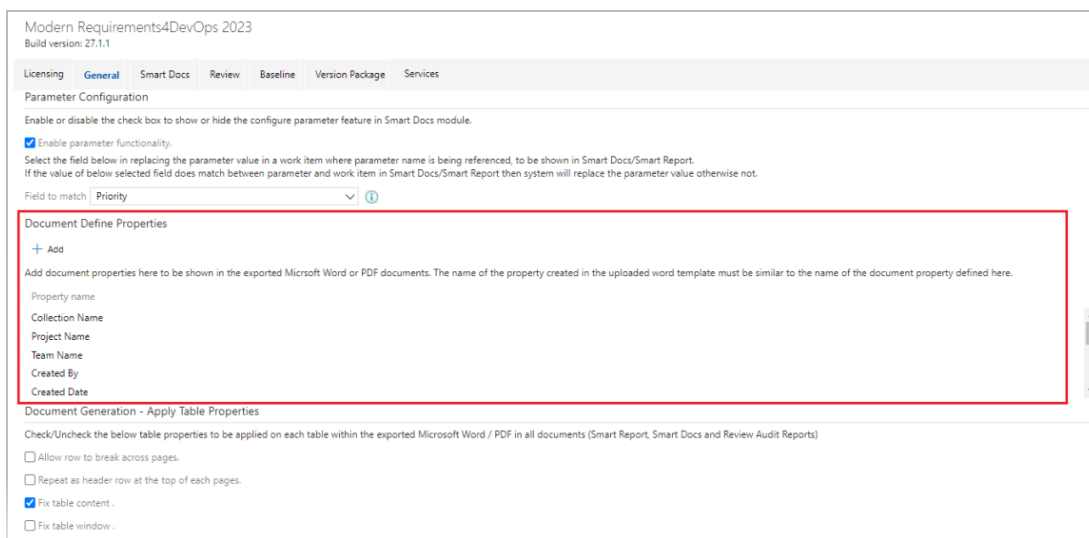 Modern Requirements4DevOps 2023
Build version: 27.1.1
Licensing General Smart Docs Review Baseline Version Package Services
Parameter Configuration
Enable or disable the check box to show or hide the configure parameter feature in Smart Docs module.
Enable parameter functionality.
Select the field below in replacing the parameter value in a work item where parameter name is being referenced, to be shown in Smart Docs/Smart Report.
If the value of below selected field does match between parameter and work item in Smart Docs/Smart Report then system will replace the parameter value otherwise not.
Field to match Priority
Document Define Properties
+ Add
Add document properties here to be shown in the exported Micrsoft Word or PDF documents. The name of the property created in the uploaded word template must be similar to the name of the document property defined here.
Property name
Collection Name
Project Name
Team Name
Created By
Created Date
Document Generation - Apply Table Properties
Check/Uncheck the below table properties to be applied on each table within the exported Microsoft Word / PDF in all documents (Smart Report, Smart Docs and Review Audit Reports)
Allow row to break across pages.
Repeat as header row at the top of each pages.
Fix table content .
Fix table window .